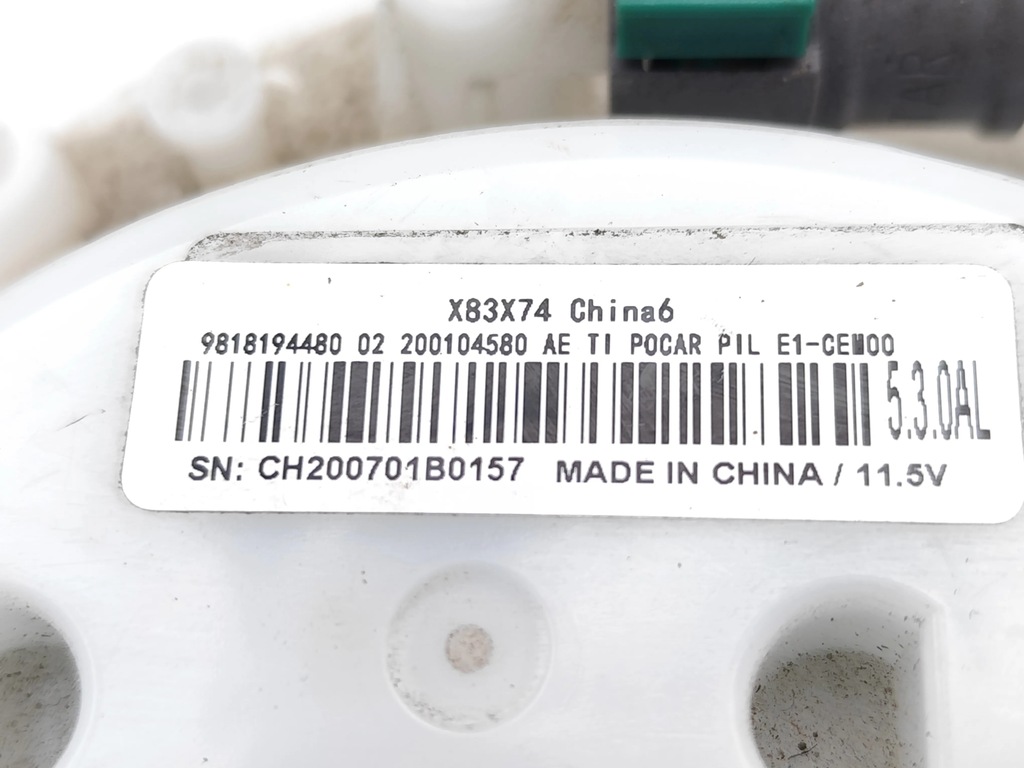 X83X74 China6
9818194480 02 200104580 AE TI POCAR PIL E1-CEM00
5.3.0AL
SN: CH200701B0157 MADE IN CHINA / 11.5V